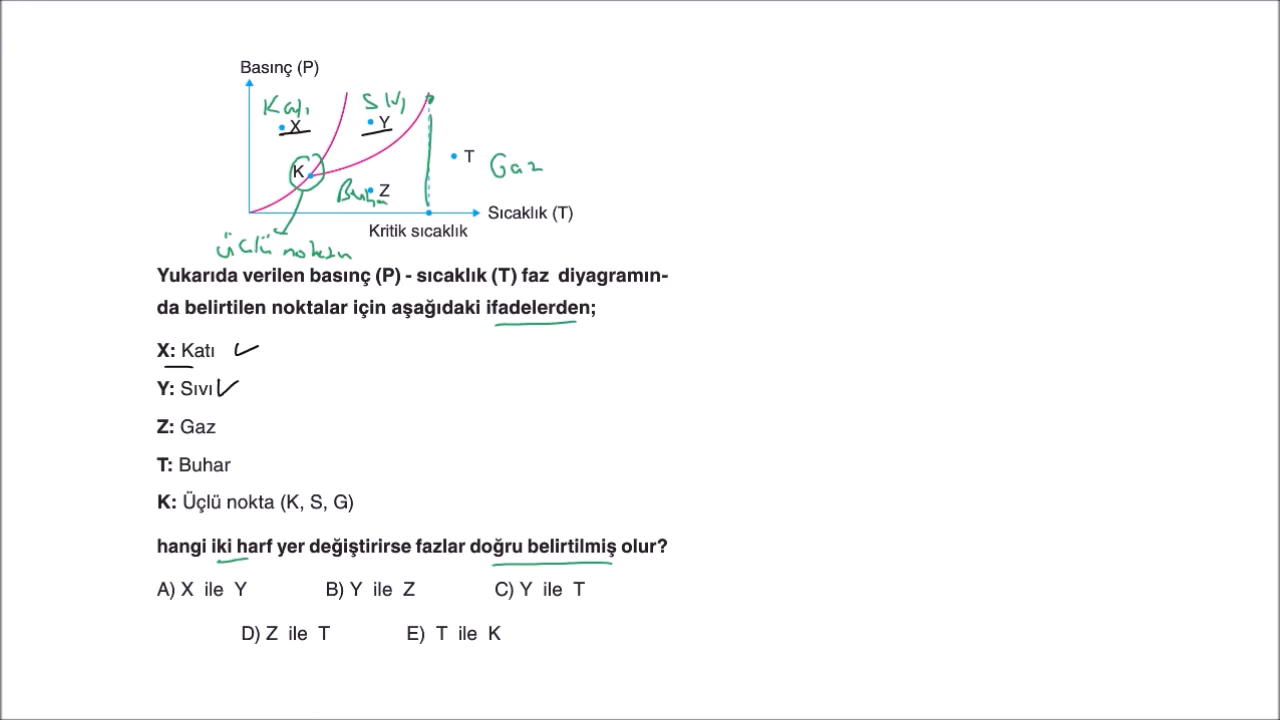 Basınç (P)
Katı
Sıvı
X
Y
T
Gaz
K
Buhar
Z
Sıcaklık (T)
Kritik sıcaklık
üçlü nokta
Yukarıda verilen basınç (P) - sıcaklık (T) faz diyagramın-
da belirtilen noktalar için aşağıdaki ifadelerden;
X: Katı
Y: Sıvı
Z: Gaz
T: Buhar
K: Üçlü nokta (K, S, G)
hangi iki harf yer değiştirirse fazlar doğru belirtilmiş olur?
A) X ile Y B) Y ile Z C) Y ile T
D) Z ile T E) T ile K